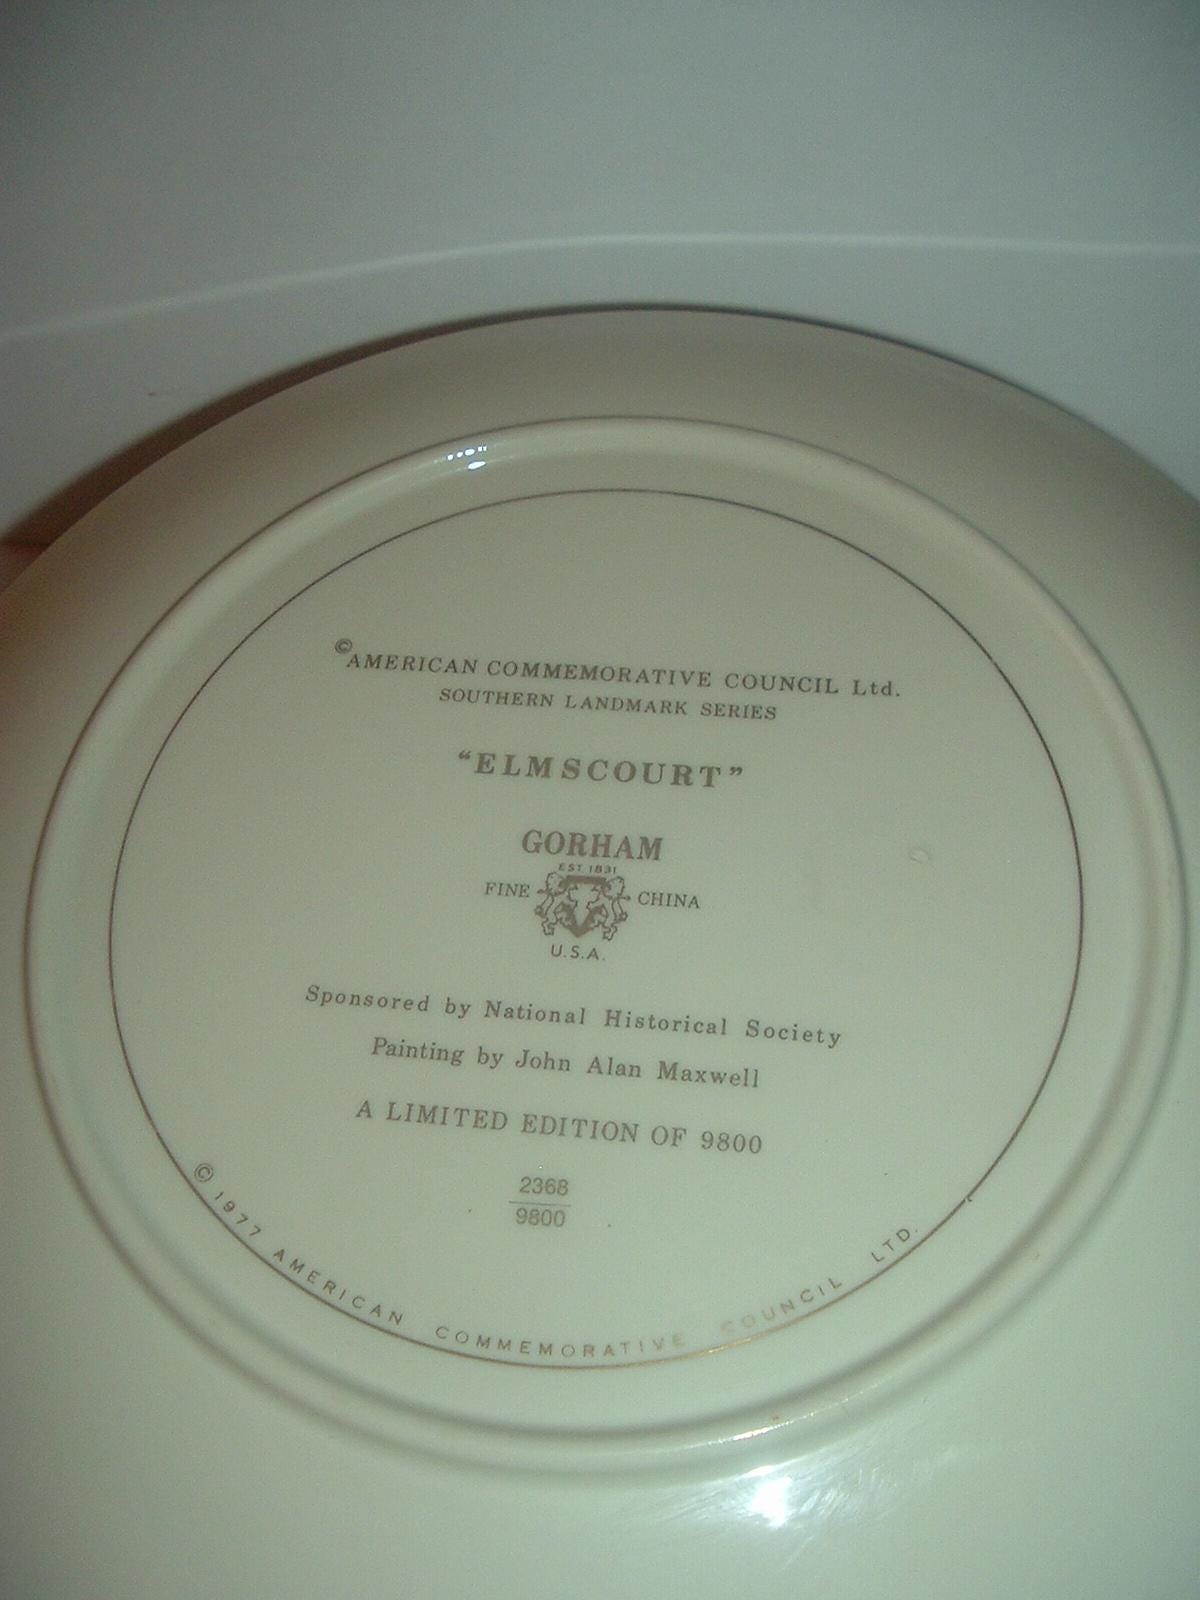 ©AMERICAN COMMEMORATIVE COUNCIL Ltd.
SOUTHERN LANDMARK SERIES
“ELMSCOURT”
GORHAM
EST 1831
FINE CHINA
U.S.A.
Sponsored by National Historical Society
Painting by John Alan Maxwell
A LIMITED EDITION OF 9800
2368
9800
© 1977 AMERICAN COMMEMORATIVE COUNCIL LTD.